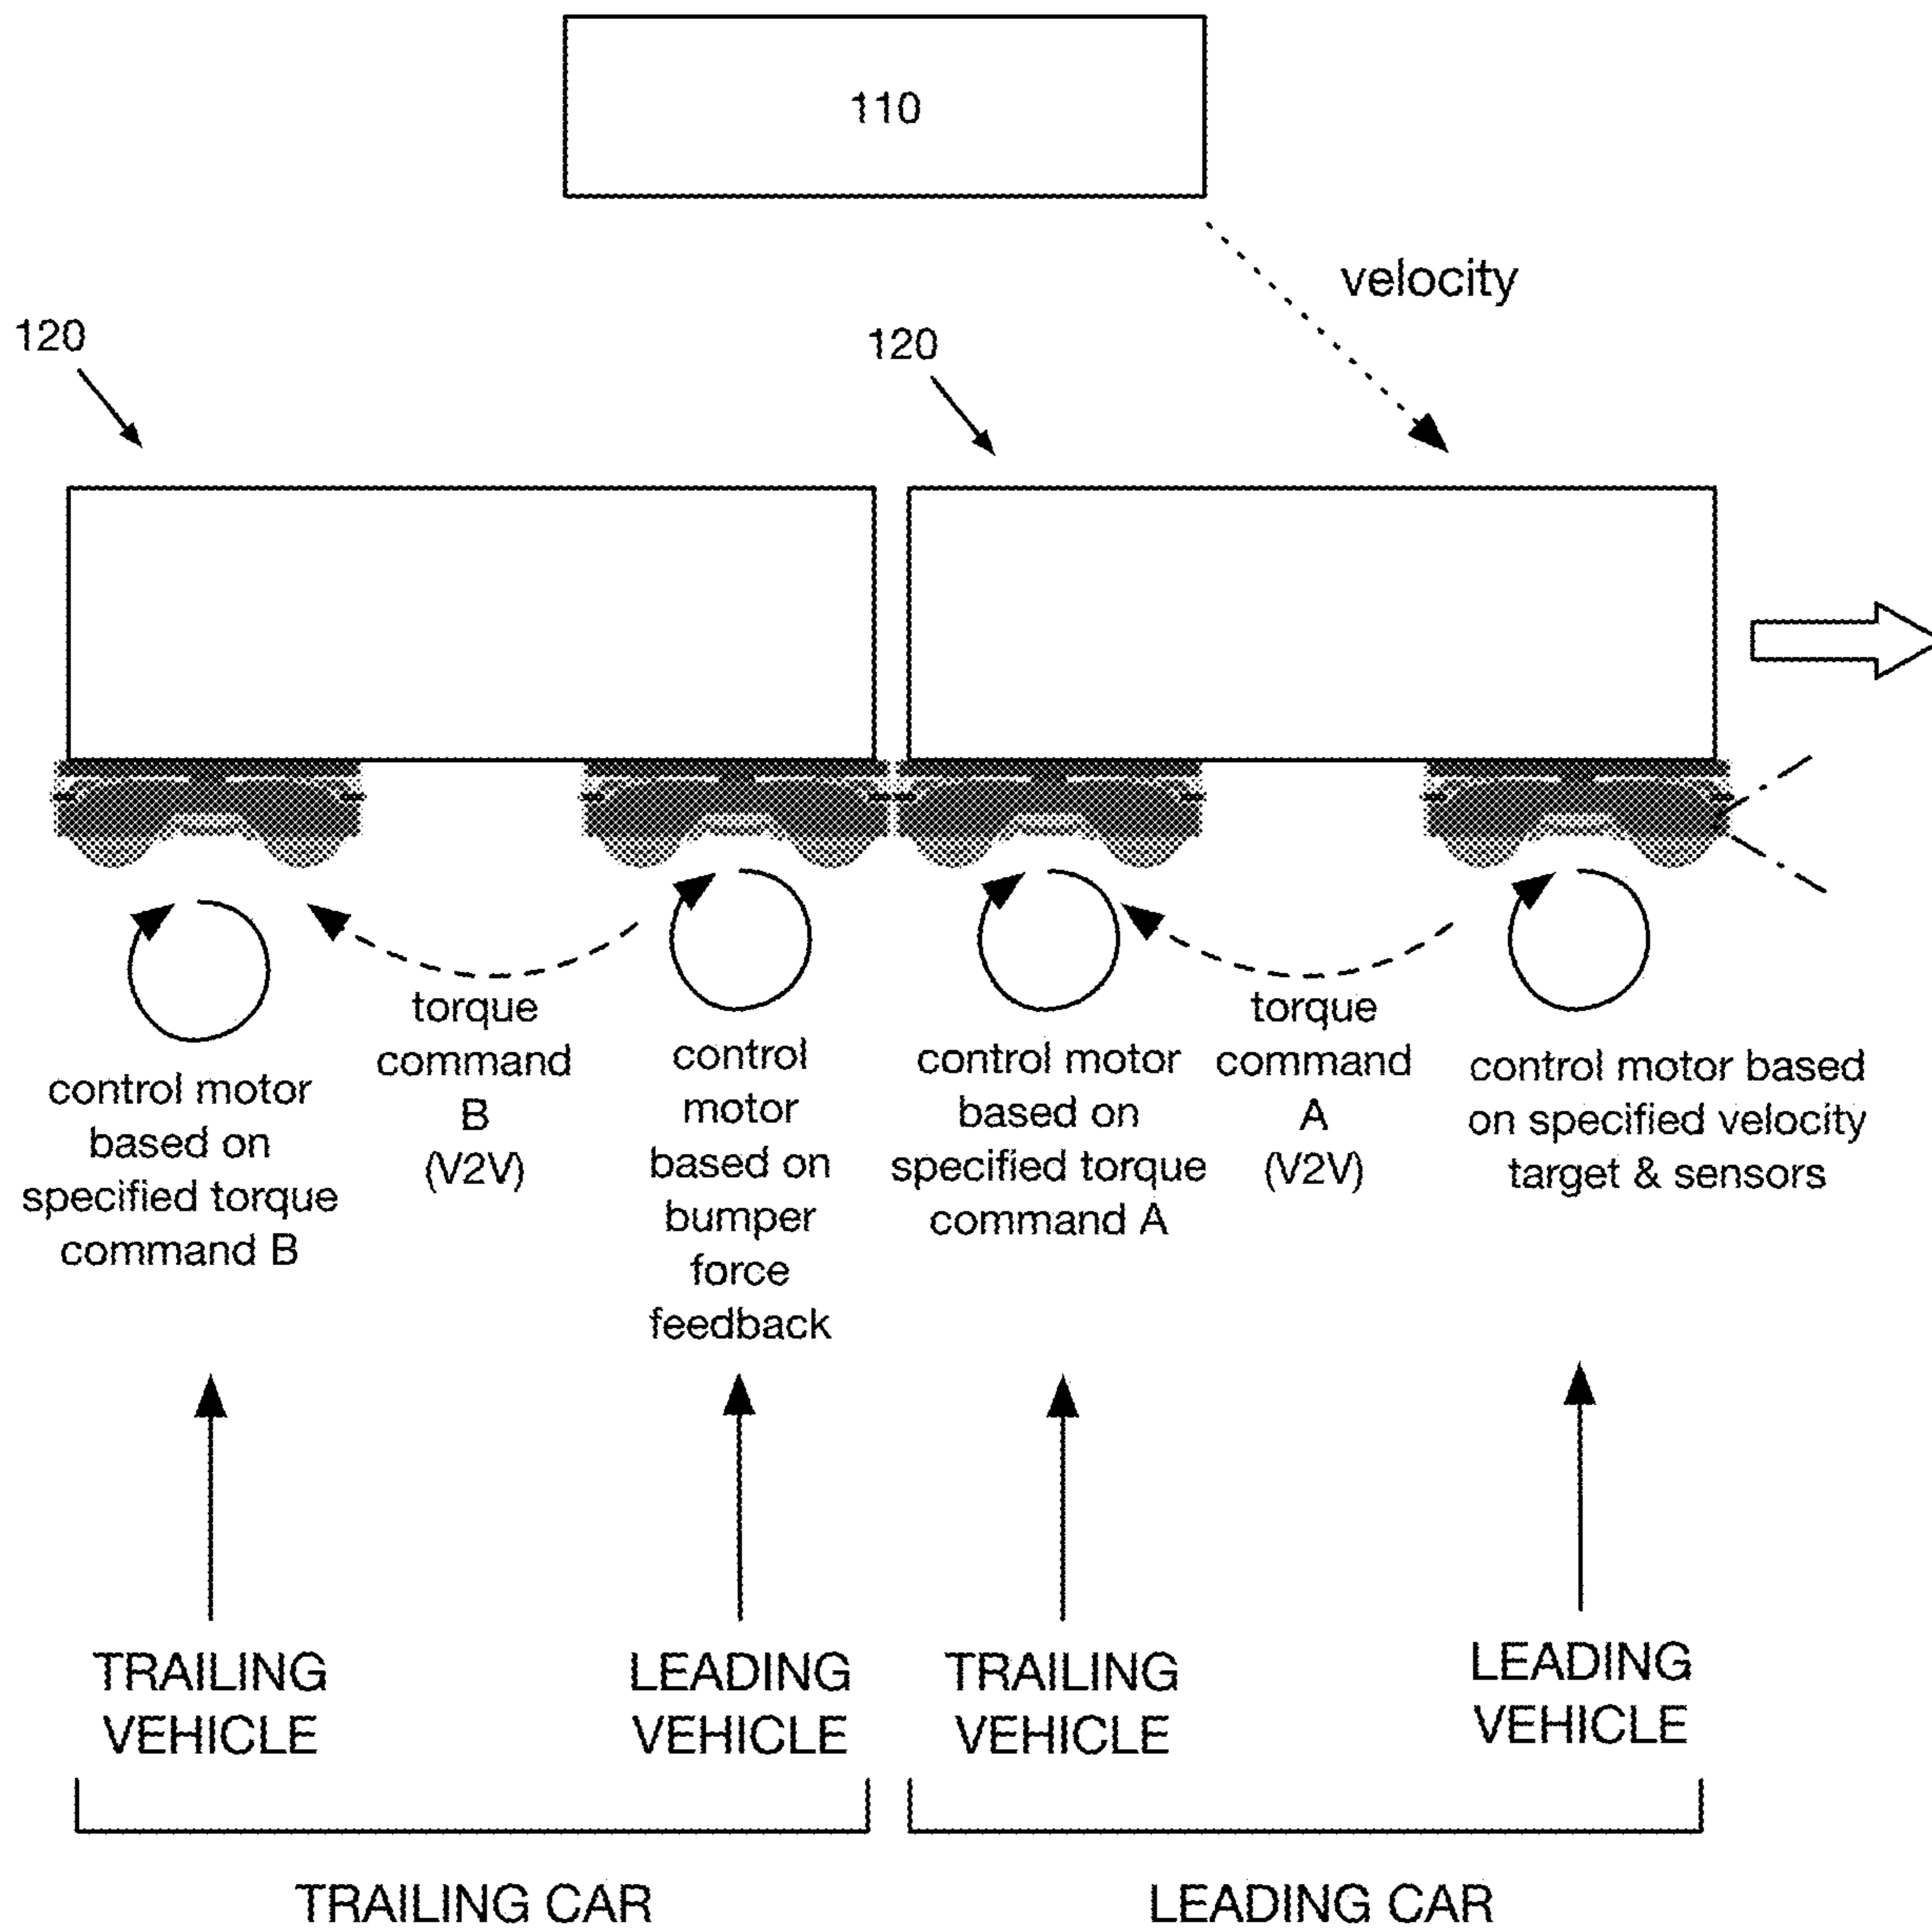 110
velocity
120
120
control motor
based on
specified torque
command B
torque
command
B
(V2V)
control
motor
based on
bumper
force
feedback
control motor
based on
specified torque
command A
torque
command
A
(V2V)
control motor based
on specified velocity
target & sensors
TRAILING
VEHICLE
LEADING
VEHICLE
TRAILING
VEHICLE
LEADING
VEHICLE
TRAILING CAR
LEADING CAR